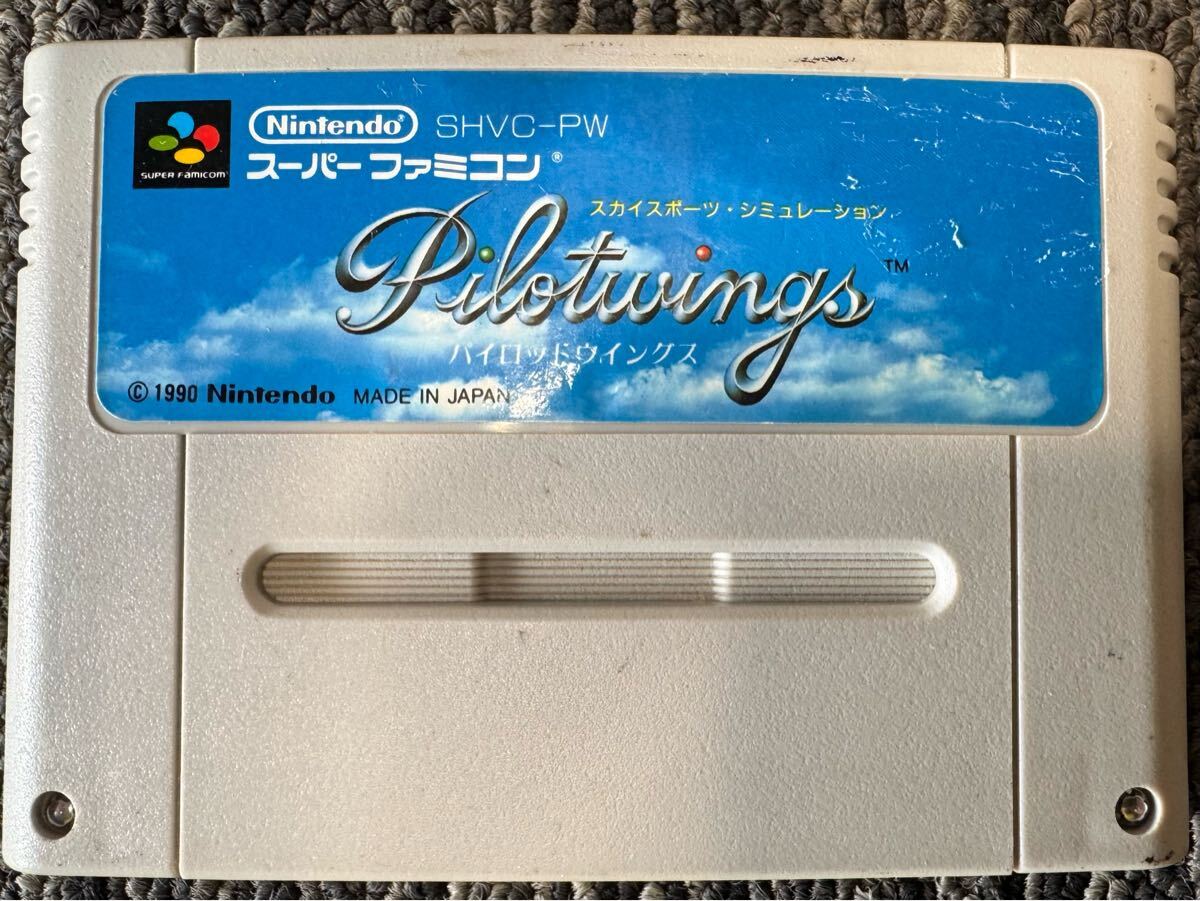 Nintendo® SHVC-PW
SUPER FAMICOM
スーパーファミコン®
スカイスポーツ・シミュレーション
Pilotwings™
パイロットウイングス
© 1990 Nintendo MADE IN JAPAN